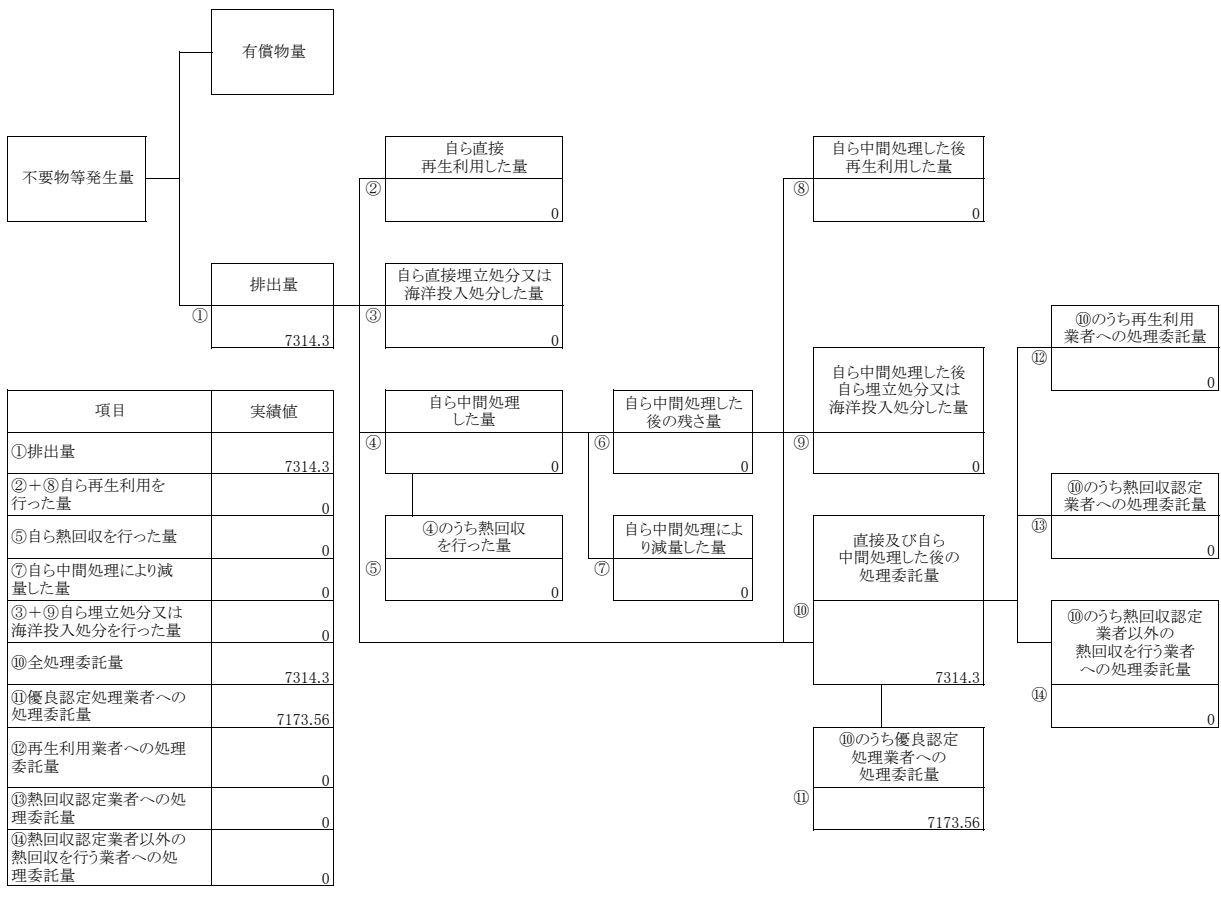 有償物量
不要物等発生量
排出量
①
7314.3
自ら直接
再生利用した量
②
0
自ら直接埋立処分又は
海洋投入処分した量
③
0
自ら中間処理
した量
④
0
④のうち熱回収
を行った量
⑤
0
自ら中間処理した
後の残さ量
⑥
0
自ら中間処理によ
り減量した量
⑦
0
自ら中間処理した後
再生利用した量
⑧
0
自ら中間処理した後
自ら埋立処分又は
海洋投入処分した量
⑨
0
直接及び自ら
中間処理した後の
処理委託量
⑩
7314.3
⑩のうち優良認定
処理業者への
処理委託量
⑪
7173.56
⑩のうち再生利用
業者への処理委託量
⑫
0
⑩のうち熱回収認定
業者への処理委託量
⑬
0
⑩のうち熱回収認定
業者以外の
熱回収を行う業者
への処理委託量
⑭
0
項目 実績値
①排出量
7314.3
②+⑧自ら再生利用を
行った量
0
⑤自ら熱回収を行った量
0
⑦自ら中間処理により減
量した量
0
③+⑨自ら埋立処分又は
海洋投入処分を行った量
0
⑩全処理委託量
7314.3
⑪優良認定処理業者への
処理委託量
7173.56
⑫再生利用業者への処理
委託量
0
⑬熱回収認定業者への処
理委託量
0
⑭熱回収認定業者以外の
熱回収を行う業者への処
理委託量
0